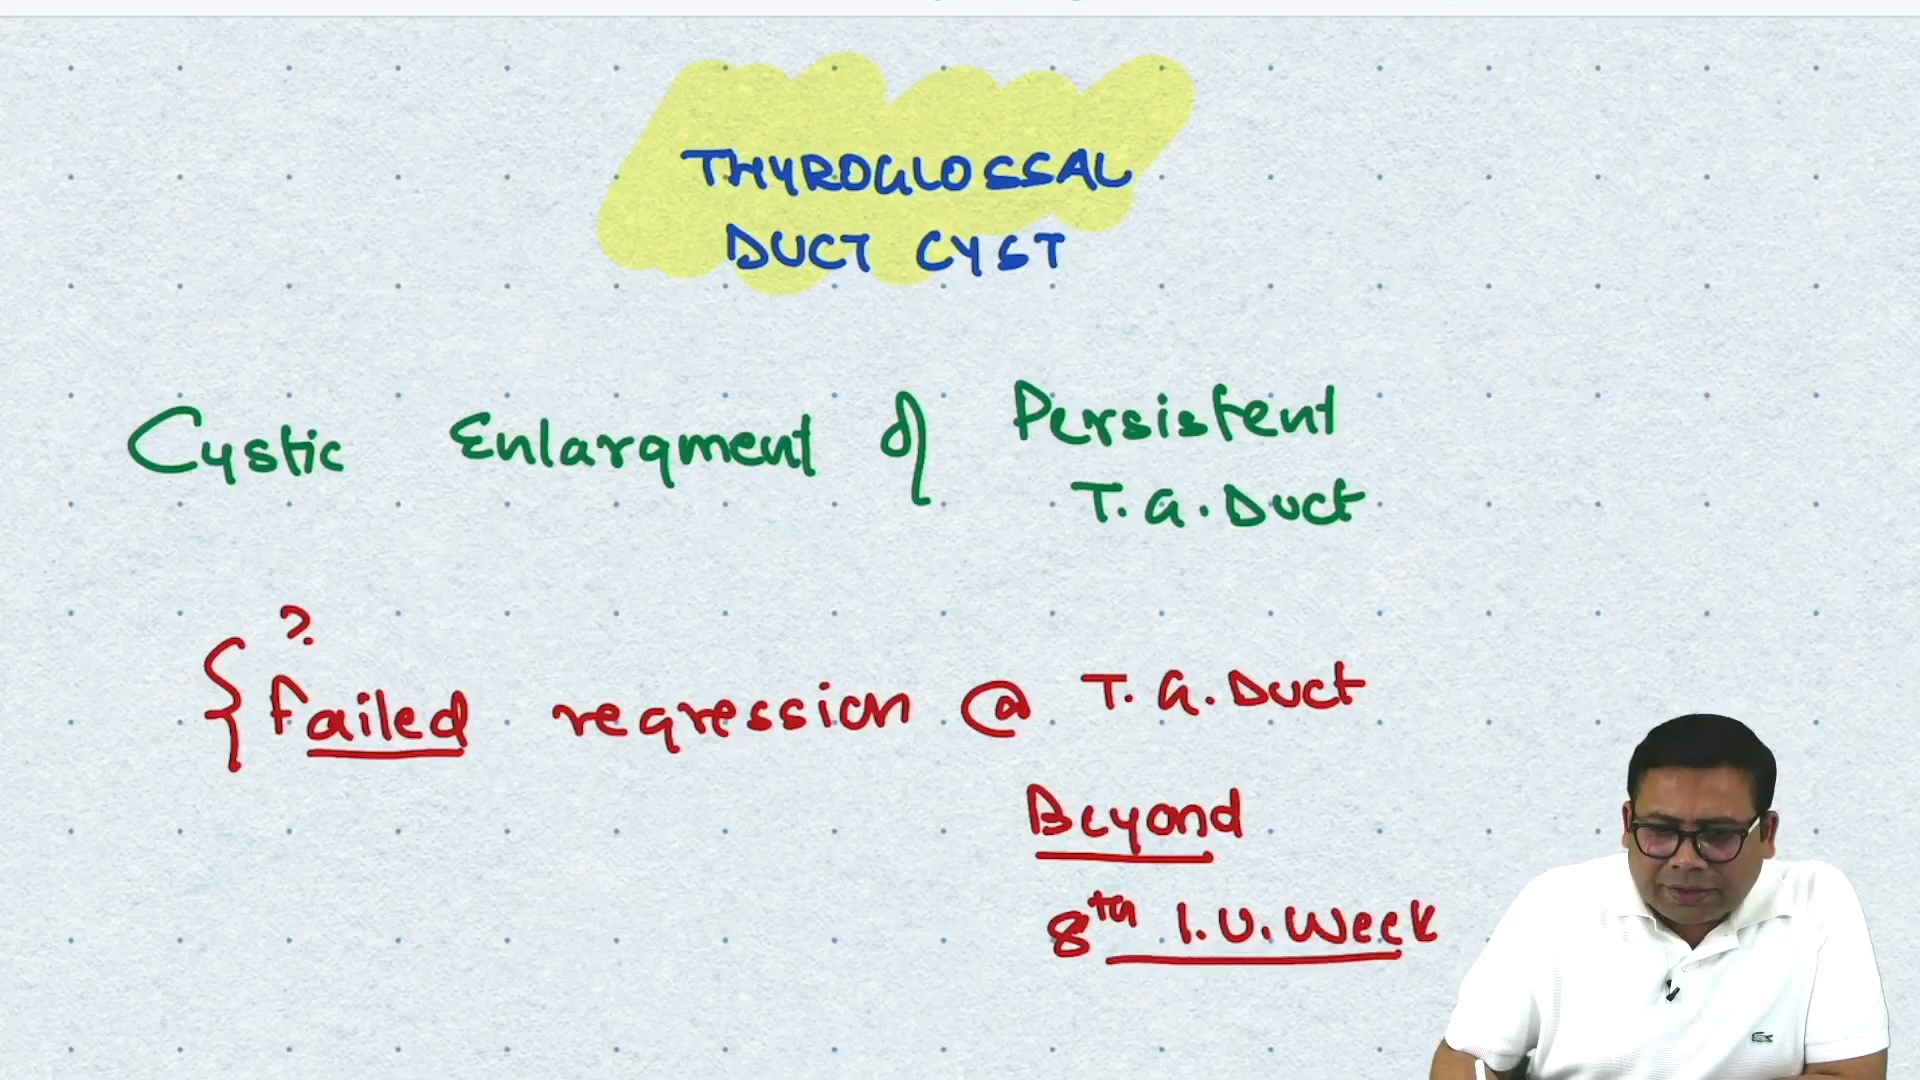 THYROGLOSSAL
DUCT CYST
Cystic Enlargment of Persistent
T.G. Duct
?
Failed regression @ T.G. Duct
Beyond
8th I.U. Week